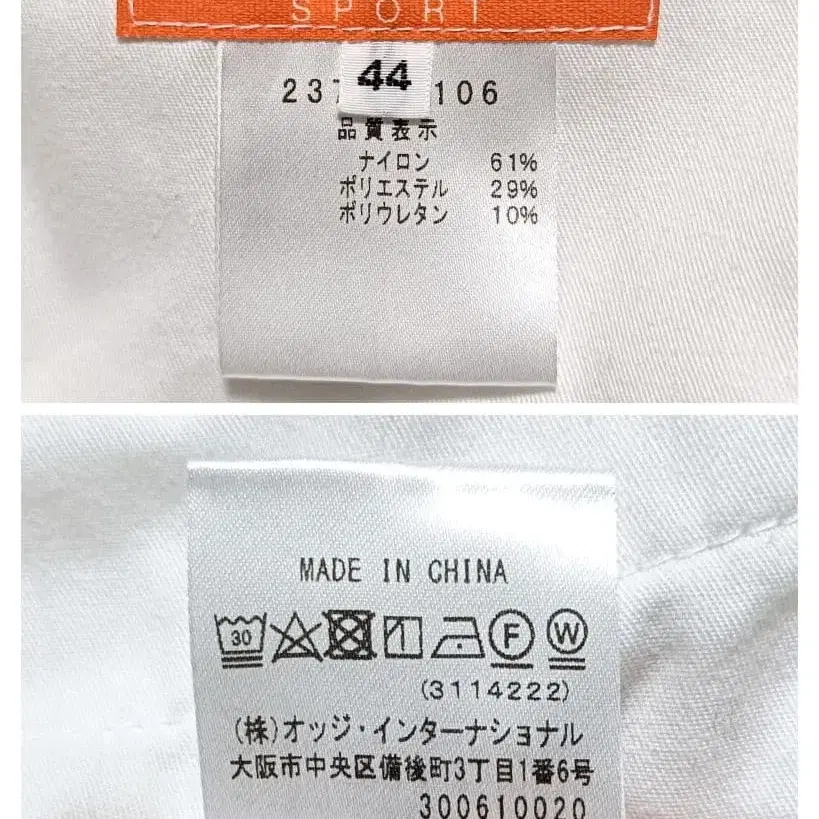 SPORT
44
237 106
品質表示
ナイロン 61%
ポリエステル 29%
ポリウレタン 10%
MADE IN CHINA
30
F
W
(3114222)
(株)オッジ・インターナショナル
大阪市中央区備後町3丁目1番6号
300610020